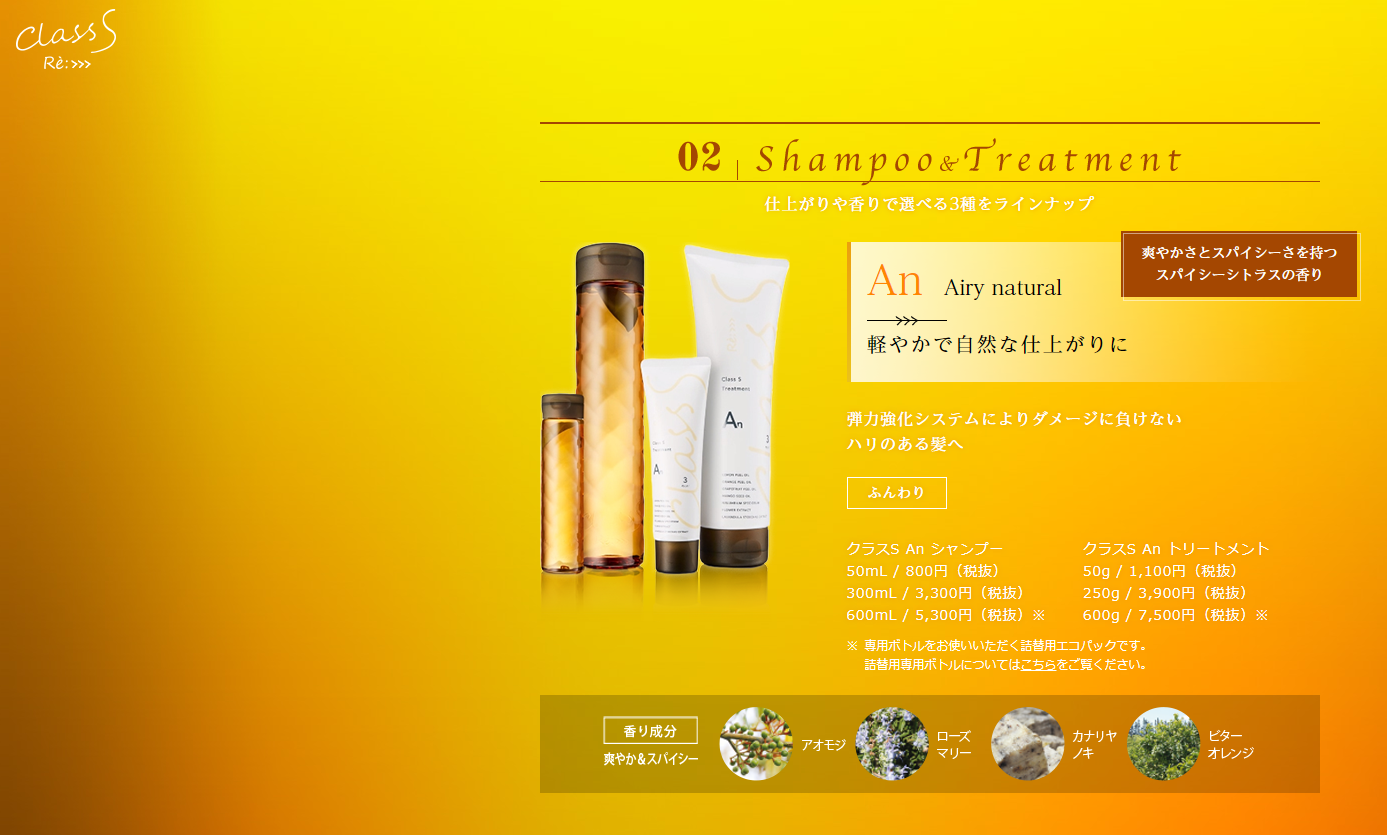 Class S
Rè:>>>
02 Shampoo&Treatment
仕上がりや香りで選べる3種をラインナップ
爽やかさとスパイシーさを持つ
スパイシーシトラスの香り
An Airy natural
軽やかで自然な仕上がりに
弾力強化システムによりダメージに負けない
ハリのある髪へ
ふんわり
クラスS An シャンプー
50mL / 800円（税抜）
300mL / 3,300円（税抜）
600mL / 5,300円（税抜）※
クラスS An トリートメント
50g / 1,100円（税抜）
250g / 3,900円（税抜）
600g / 7,500円（税抜）※
※ 専用ボトルをお使いいただく詰替用エコパックです。
詰替用専用ボトルについてはこちらをご覧ください。
Class S
Treatment
An
3
Class S
An
3
香り成分
爽やか&スパイシー
アオモジ
ローズ
マリー
カナリヤ
ノキ
ビター
オレンジ